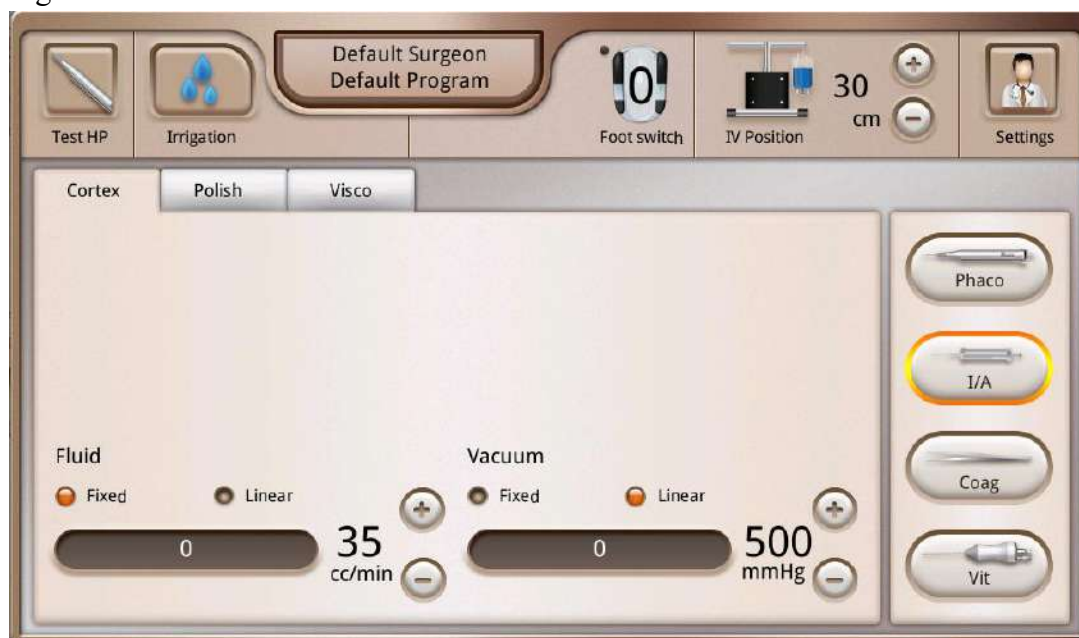 Default Surgeon
Default Program
0
30
cm
Test HP
Irrigation
Foot switch
IV Position
Settings
Cortex
Polish
Visco
Phaco
I/A
Coag
Vit
Fluid
Fixed
Linear
0
35
cc/min
Vacuum
Fixed
Linear
0
500
mmHg